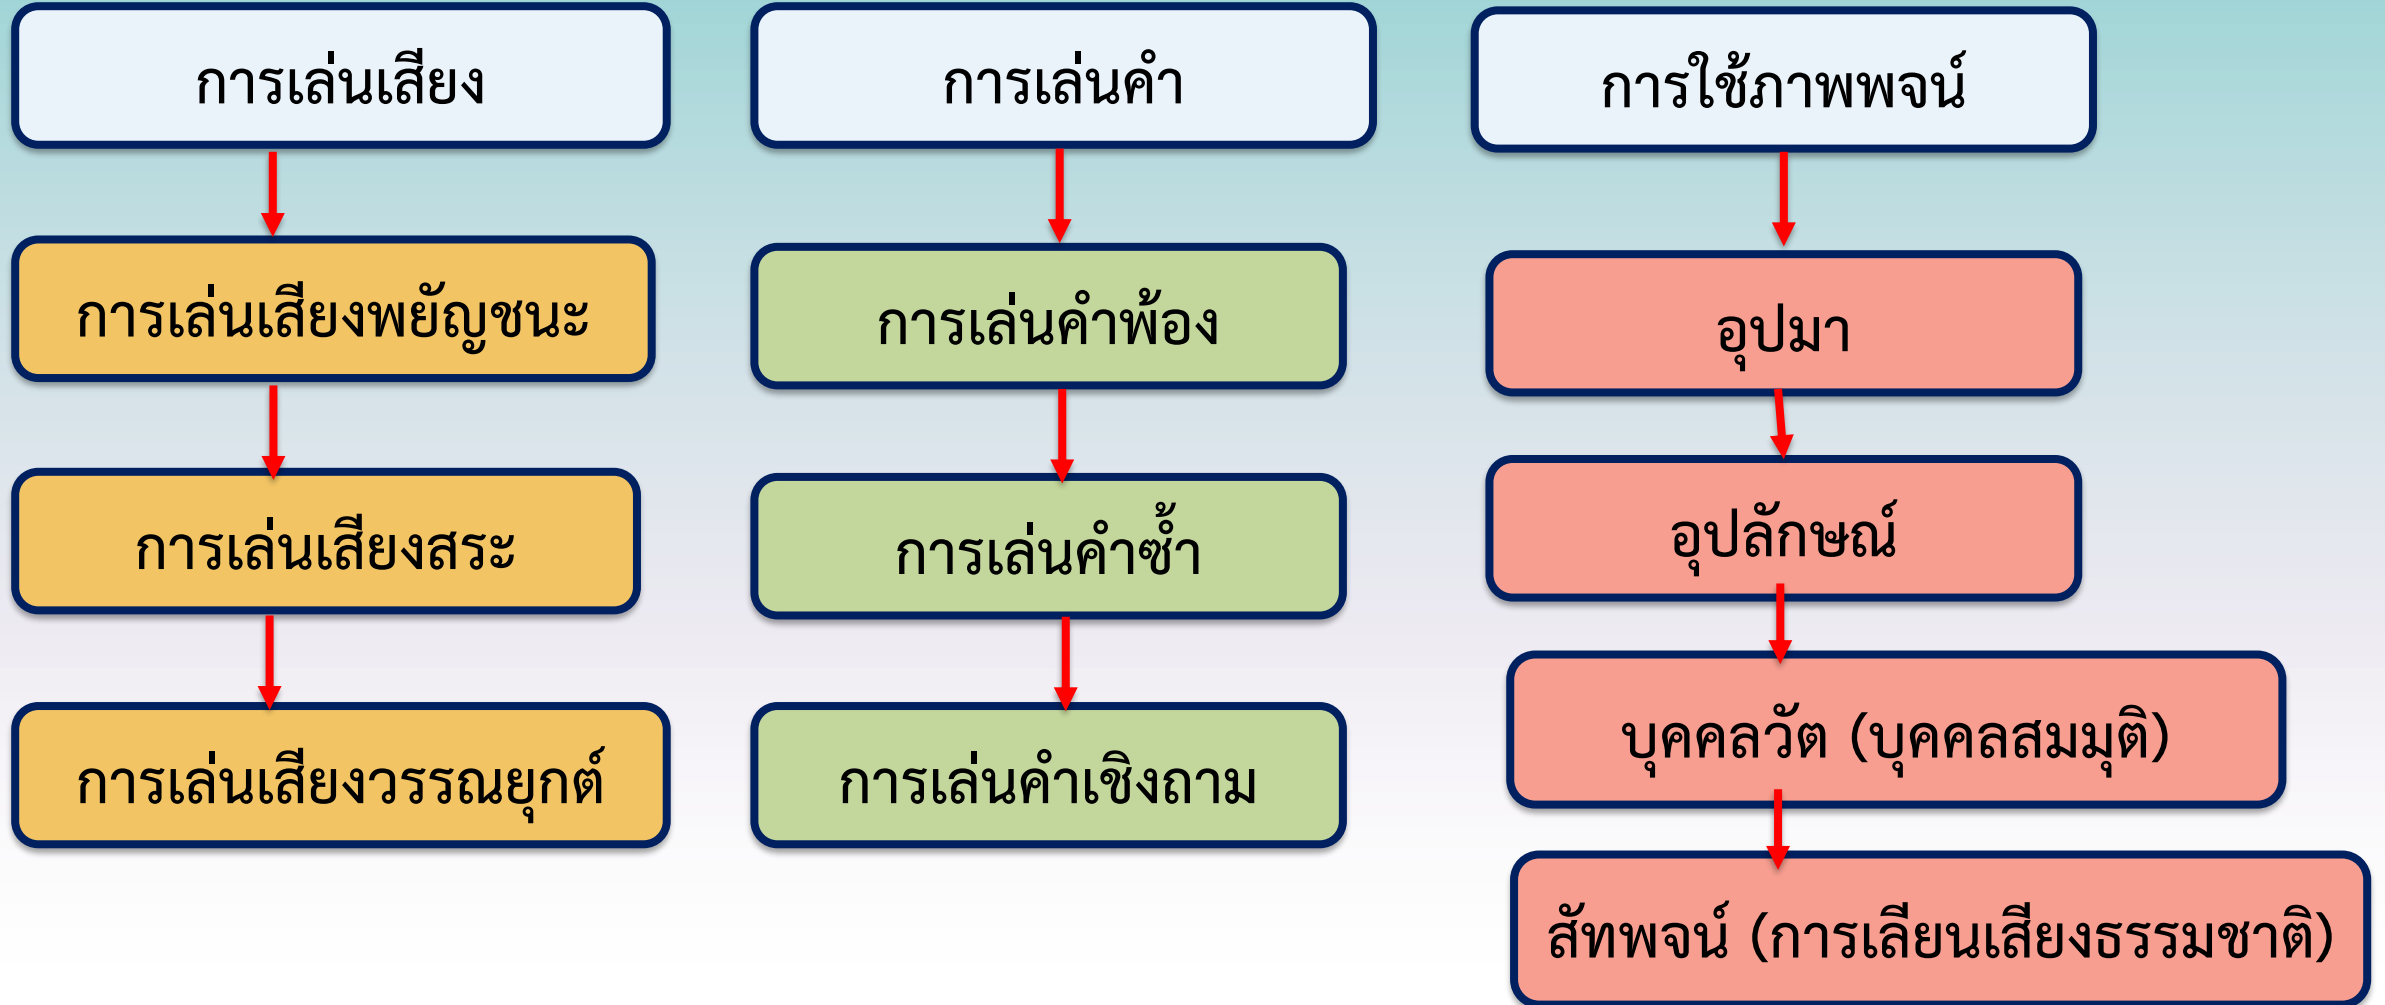 การเล่นเสียง
การเล่นเสียงพยัญชนะ
การเล่นเสียงสระ
การเล่นเสียงวรรณยุกต์
การเล่นคำ
การเล่นคำพ้อง
การเล่นคำซ้ำ
การเล่นคำเชิงถาม
การใช้ภาพพจน์
อุปมา
อุปลักษณ์
บุคคลวัต (บุคคลสมมุติ)
สัทพจน์ (การเลียนเสียงธรรมชาติ)